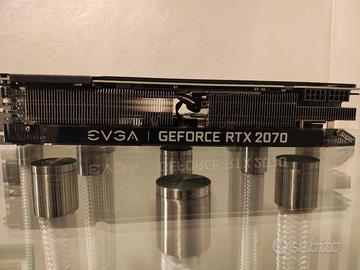 EVGA | GEFORCE RTX 2070
subito